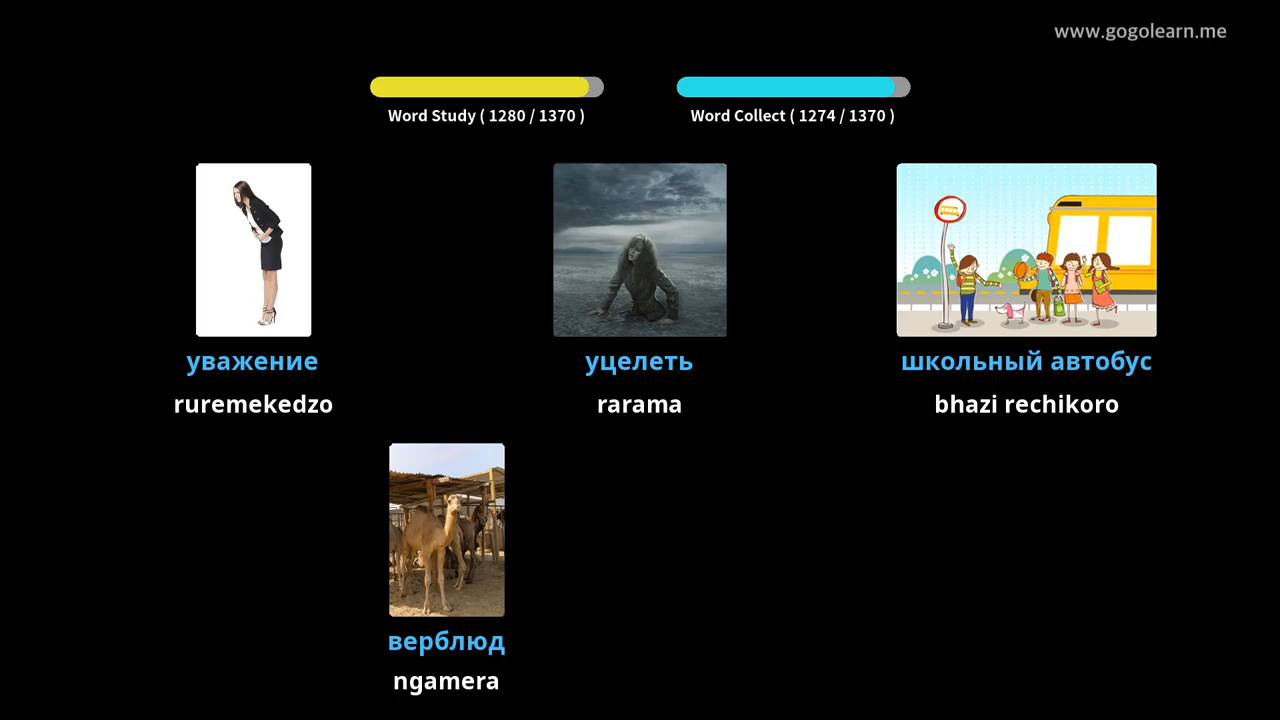 www.gogolearn.me
Word Study ( 1280 / 1370 )
Word Collect ( 1274 / 1370 )
уважение
ruremekedzo
уцелеть
rarama
школьный автобус
bhazi rechikoro
верблюд
ngamera